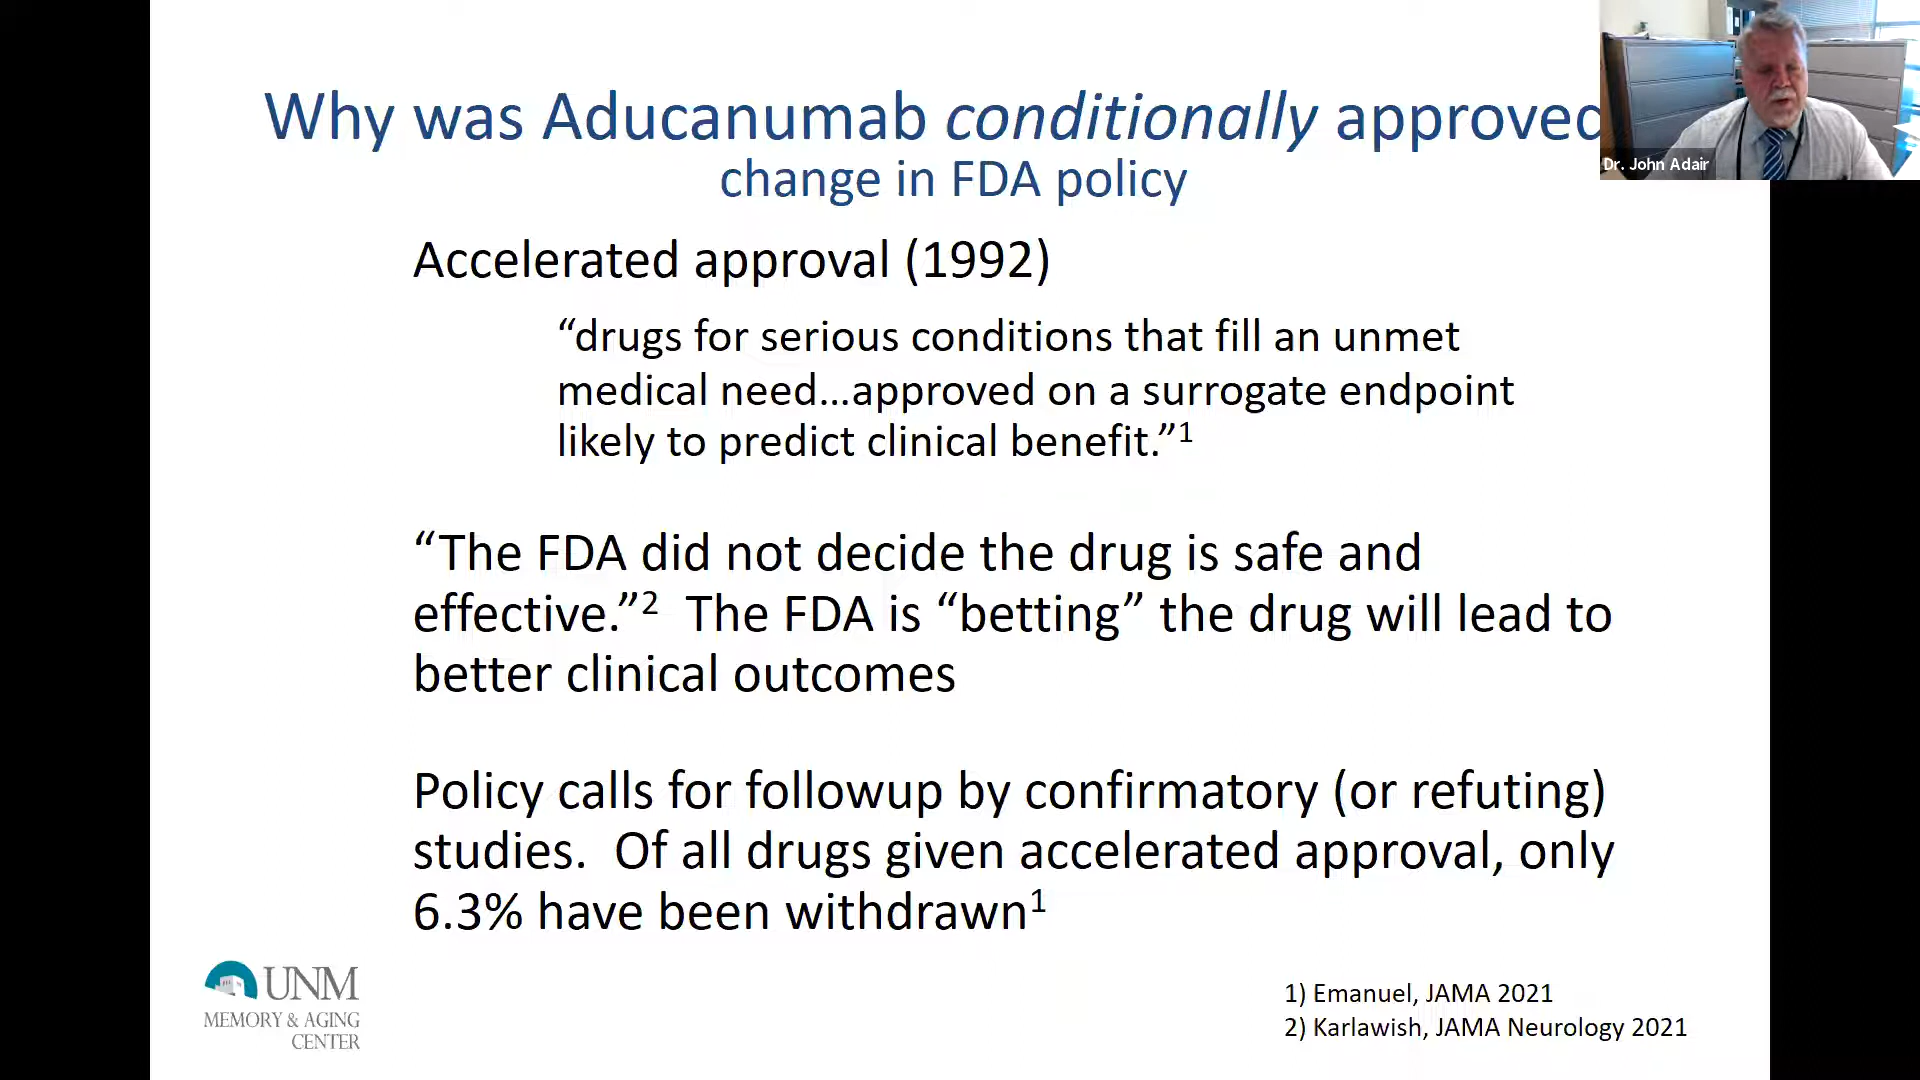 Why was Aducanumab conditionally approved
change in FDA policy
Dr. John Adair
Accelerated approval (1992)
“drugs for serious conditions that fill an unmet
medical need…approved on a surrogate endpoint
likely to predict clinical benefit.”1
“The FDA did not decide the drug is safe and
effective.”2  The FDA is “betting” the drug will lead to
better clinical outcomes
Policy calls for followup by confirmatory (or refuting)
studies.  Of all drugs given accelerated approval, only
6.3% have been withdrawn1
UNM
MEMORY & AGING
CENTER
1) Emanuel, JAMA 2021
2) Karlawish, JAMA Neurology 2021